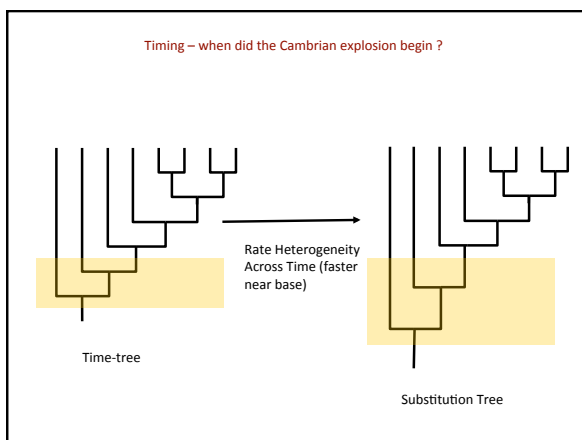 Timing – when did the Cambrian explosion begin ?
Rate Heterogeneity
Across Time (faster
near base)
Time-tree
Substitution Tree